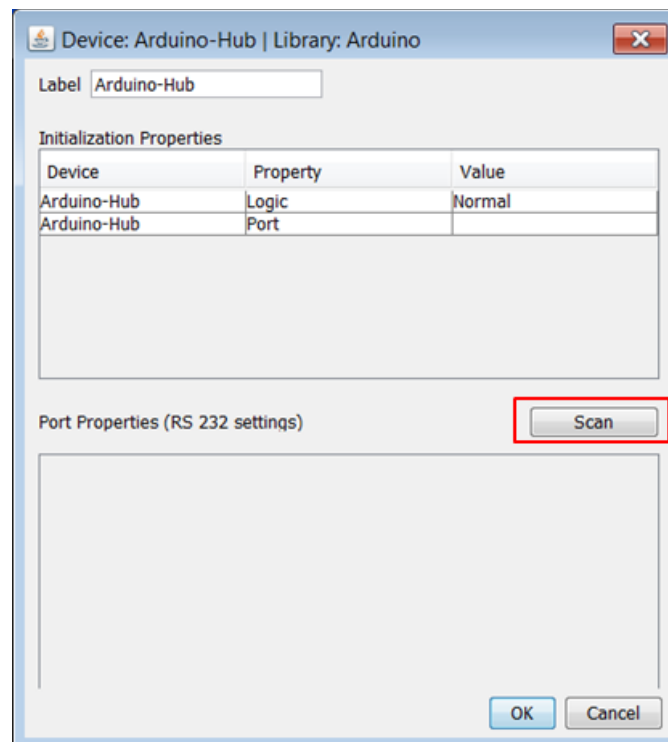 Device: Arduino-Hub | Library: Arduino
Label Arduino-Hub
Initialization Properties
Device Property Value
Arduino-Hub Logic Normal
Arduino-Hub Port
Port Properties (RS 232 settings) Scan
OK Cancel